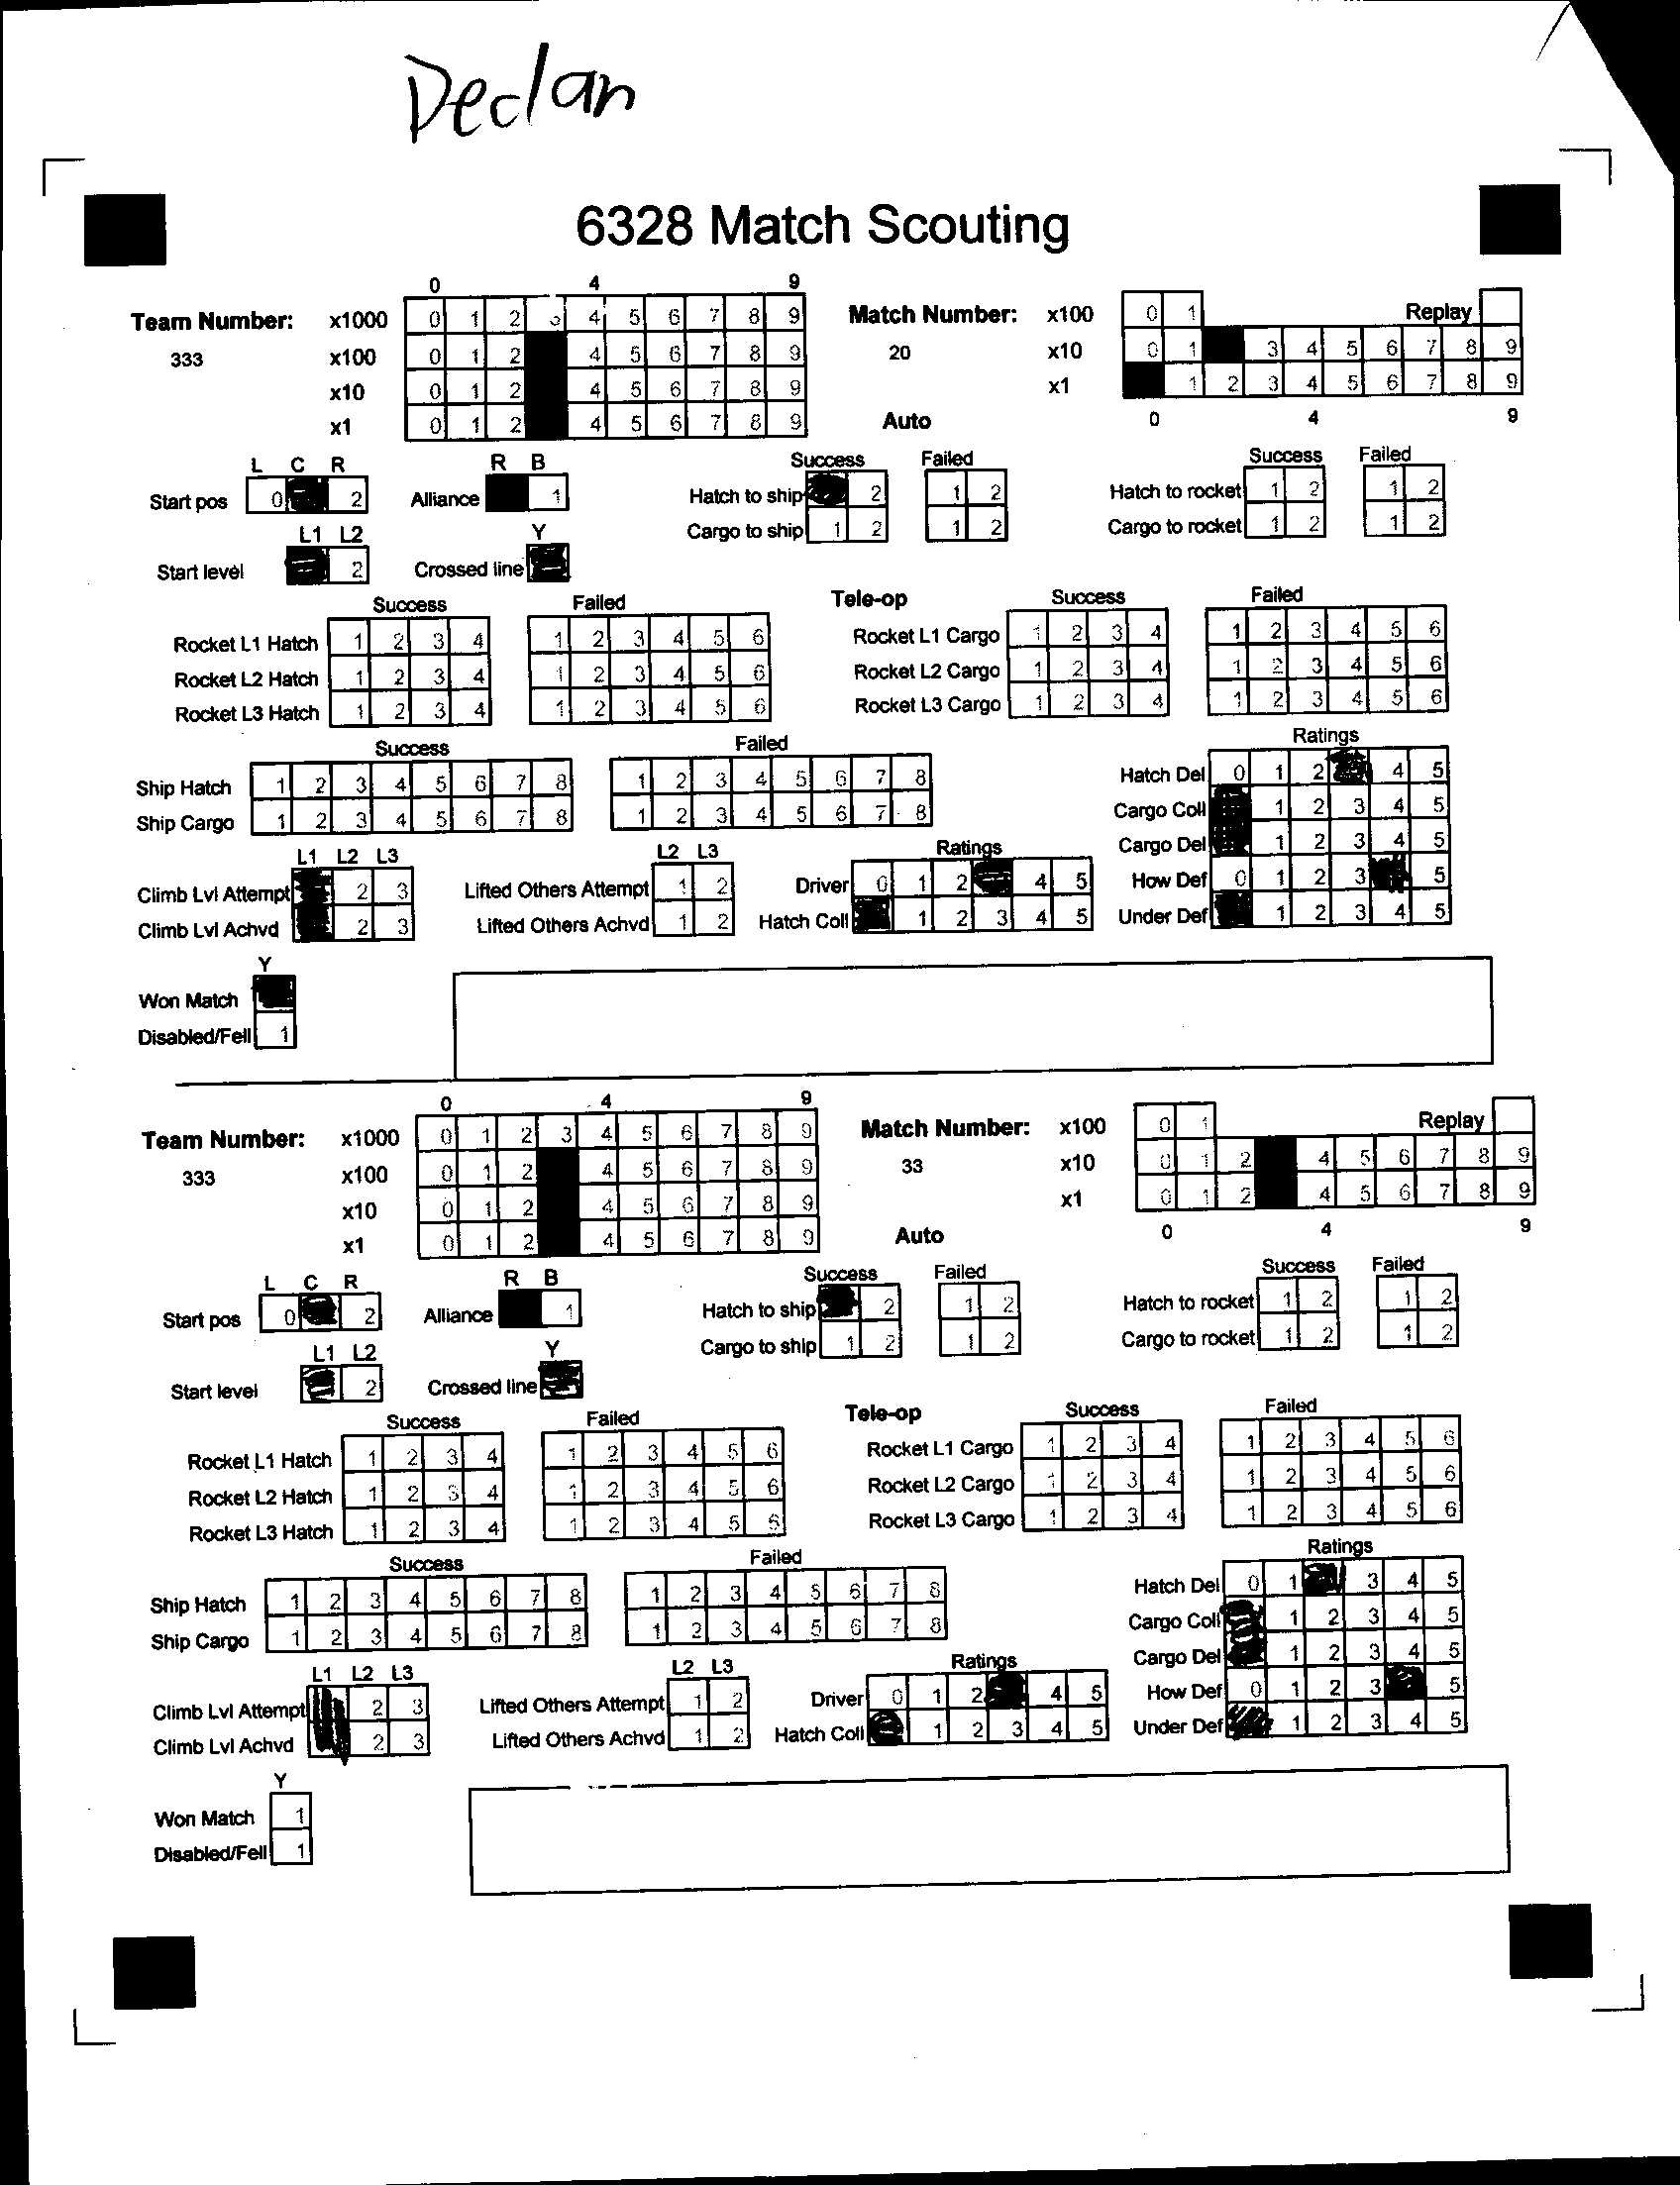 Declan
6328 Match Scouting
0 4 9
Team Number: x1000 0 1 2 3 4 5 6 7 8 9 Match Number: x100 0 1 Replay
333 x100 0 1 2 4 5 6 7 8 9 20 x10 0 1 3 4 5 6 7 8 9
x10 0 1 2 4 5 6 7 8 9 x1 1 2 3 4 5 6 7 8 9
x1 0 1 2 4 5 6 7 8 9 Auto 0 4 9
L C R R B Success Failed Success Failed
Start pos 0 2 Alliance 1 Hatch to ship 2 1 2 Hatch to rocket 1 2 1 2
L1 L2 Y Cargo to ship 1 2 1 2 Cargo to rocket 1 2 1 2
Start level 2 Crossed line
Success Failed Tele-op Success Failed
Rocket L1 Hatch 1 2 3 4 1 2 3 4 5 6 Rocket L1 Cargo 1 2 3 4 1 2 3 4 5 6
Rocket L2 Hatch 1 2 3 4 1 2 3 4 5 6 Rocket L2 Cargo 1 2 3 4 1 2 3 4 5 6
Rocket L3 Hatch 1 2 3 4 1 2 3 4 5 6 Rocket L3 Cargo 1 2 3 4 1 2 3 4 5 6
Success Failed Ratings
Ship Hatch 1 2 3 4 5 6 7 8 1 2 3 4 5 6 7 8 Hatch Del 0 1 2 4 5
Ship Cargo 1 2 3 4 5 6 7 8 1 2 3 4 5 6 7 8 Cargo Coll 1 2 3 4 5
L1 L2 L3 L2 L3 Ratings Cargo Del 1 2 3 4 5
Climb Lvl Attempt 2 3 Lifted Others Attempt 1 2 Driver 0 1 2 4 5 How Def 0 1 2 3 5
Climb Lvl Achvd 2 3 Lifted Others Achvd 1 2 Hatch Coll 1 2 3 4 5 Under Def 1 2 3 4 5
Y
Won Match
Disabled/Fell 1
0 4 9
Team Number: x1000 0 1 2 3 4 5 6 7 8 9 Match Number: x100 0 1 Replay
333 x100 0 1 2 4 5 6 7 8 9 33 x10 0 1 2 4 5 6 7 8 9
x10 0 1 2 4 5 6 7 8 9 x1 0 1 2 4 5 6 7 8 9
x1 0 1 2 4 5 6 7 8 9 Auto 0 4 9
L C R R B Success Failed Success Failed
Start pos 0 2 Alliance 1 Hatch to ship 2 1 2 Hatch to rocket 1 2 1 2
L1 L2 Y Cargo to ship 1 2 1 2 Cargo to rocket 1 2 1 2
Start level 2 Crossed line
Success Failed Tele-op Success Failed
Rocket L1 Hatch 1 2 3 4 1 2 3 4 5 6 Rocket L1 Cargo 1 2 3 4 1 2 3 4 5 6
Rocket L2 Hatch 1 2 3 4 1 2 3 4 5 6 Rocket L2 Cargo 1 2 3 4 1 2 3 4 5 6
Rocket L3 Hatch 1 2 3 4 1 2 3 4 5 6 Rocket L3 Cargo 1 2 3 4 1 2 3 4 5 6
Success Failed Ratings
Ship Hatch 1 2 3 4 5 6 7 8 1 2 3 4 5 6 7 8 Hatch Del 0 1 3 4 5
Ship Cargo 1 2 3 4 5 6 7 8 1 2 3 4 5 6 7 8 Cargo Coll 1 2 3 4 5
L1 L2 L3 L2 L3 Ratings Cargo Del 1 2 3 4 5
Climb Lvl Attempt 2 3 Lifted Others Attempt 1 2 Driver 0 1 2 4 5 How Def 0 1 2 3 5
Climb Lvl Achvd 2 3 Lifted Others Achvd 1 2 Hatch Coll 1 2 3 4 5 Under Def 1 2 3 4 5
Y
Won Match 1
Disabled/Fell 1